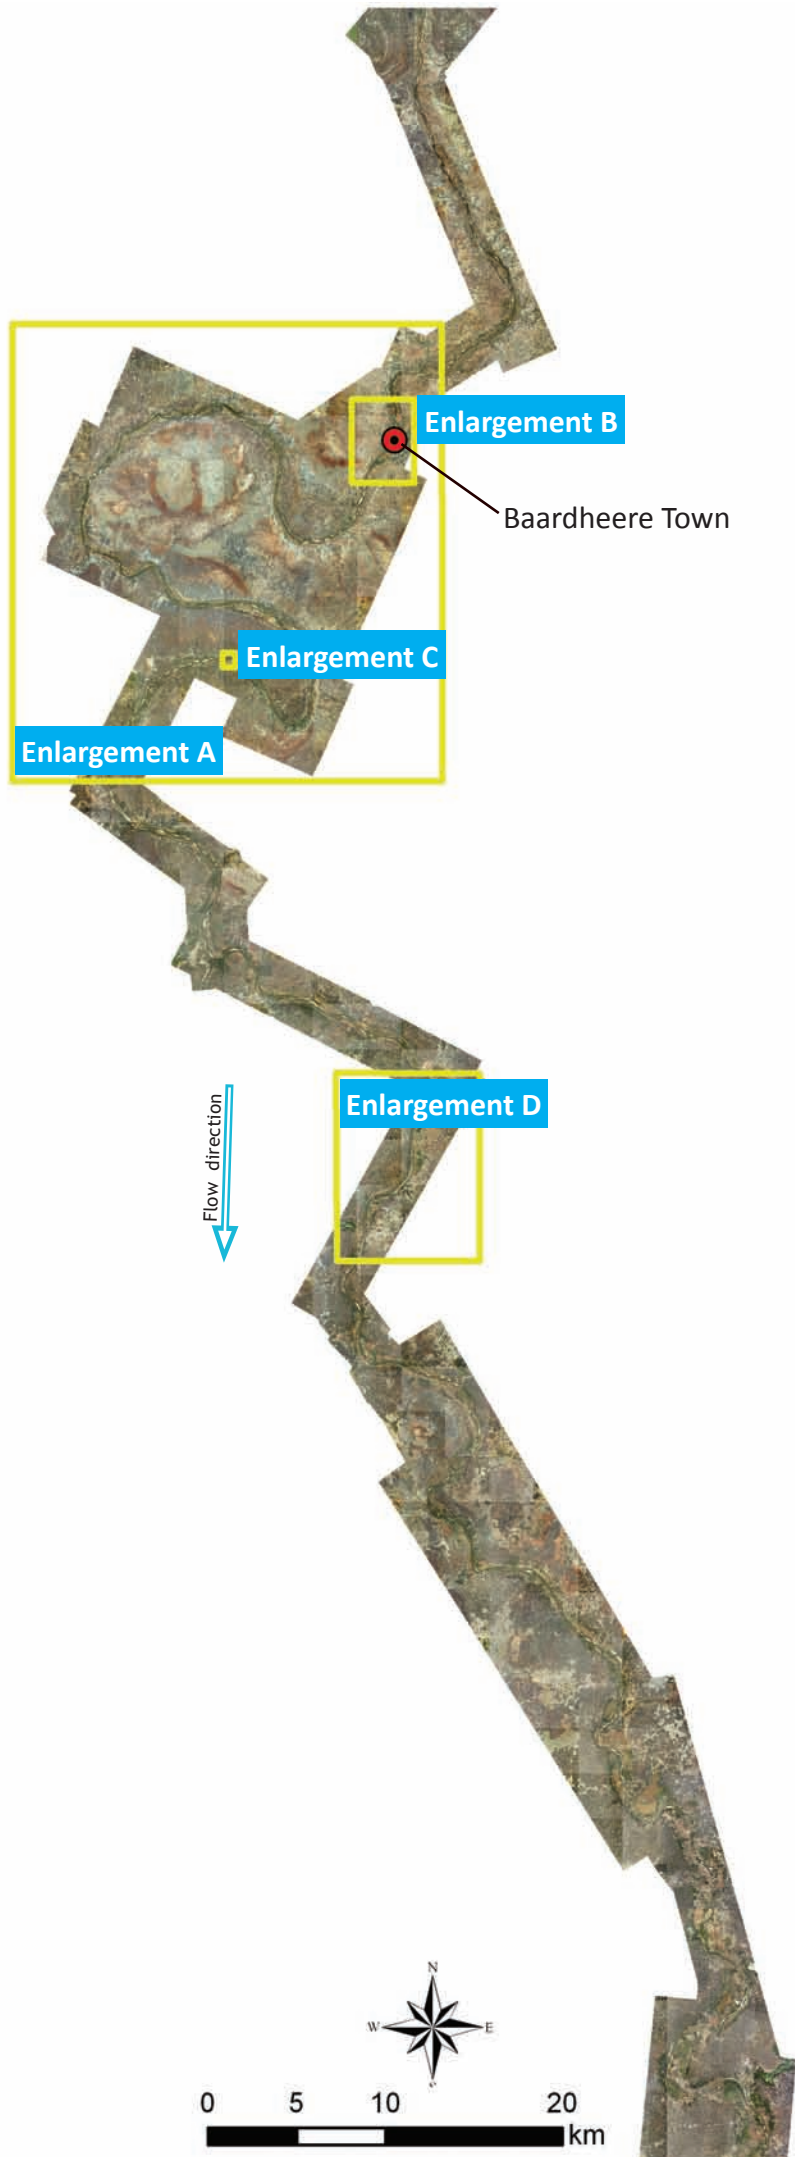 Enlargement B
Baardheere Town
Enlargement C
Enlargement A
Enlargement D
Flow direction
N
W E
S
0 5 10 20
km